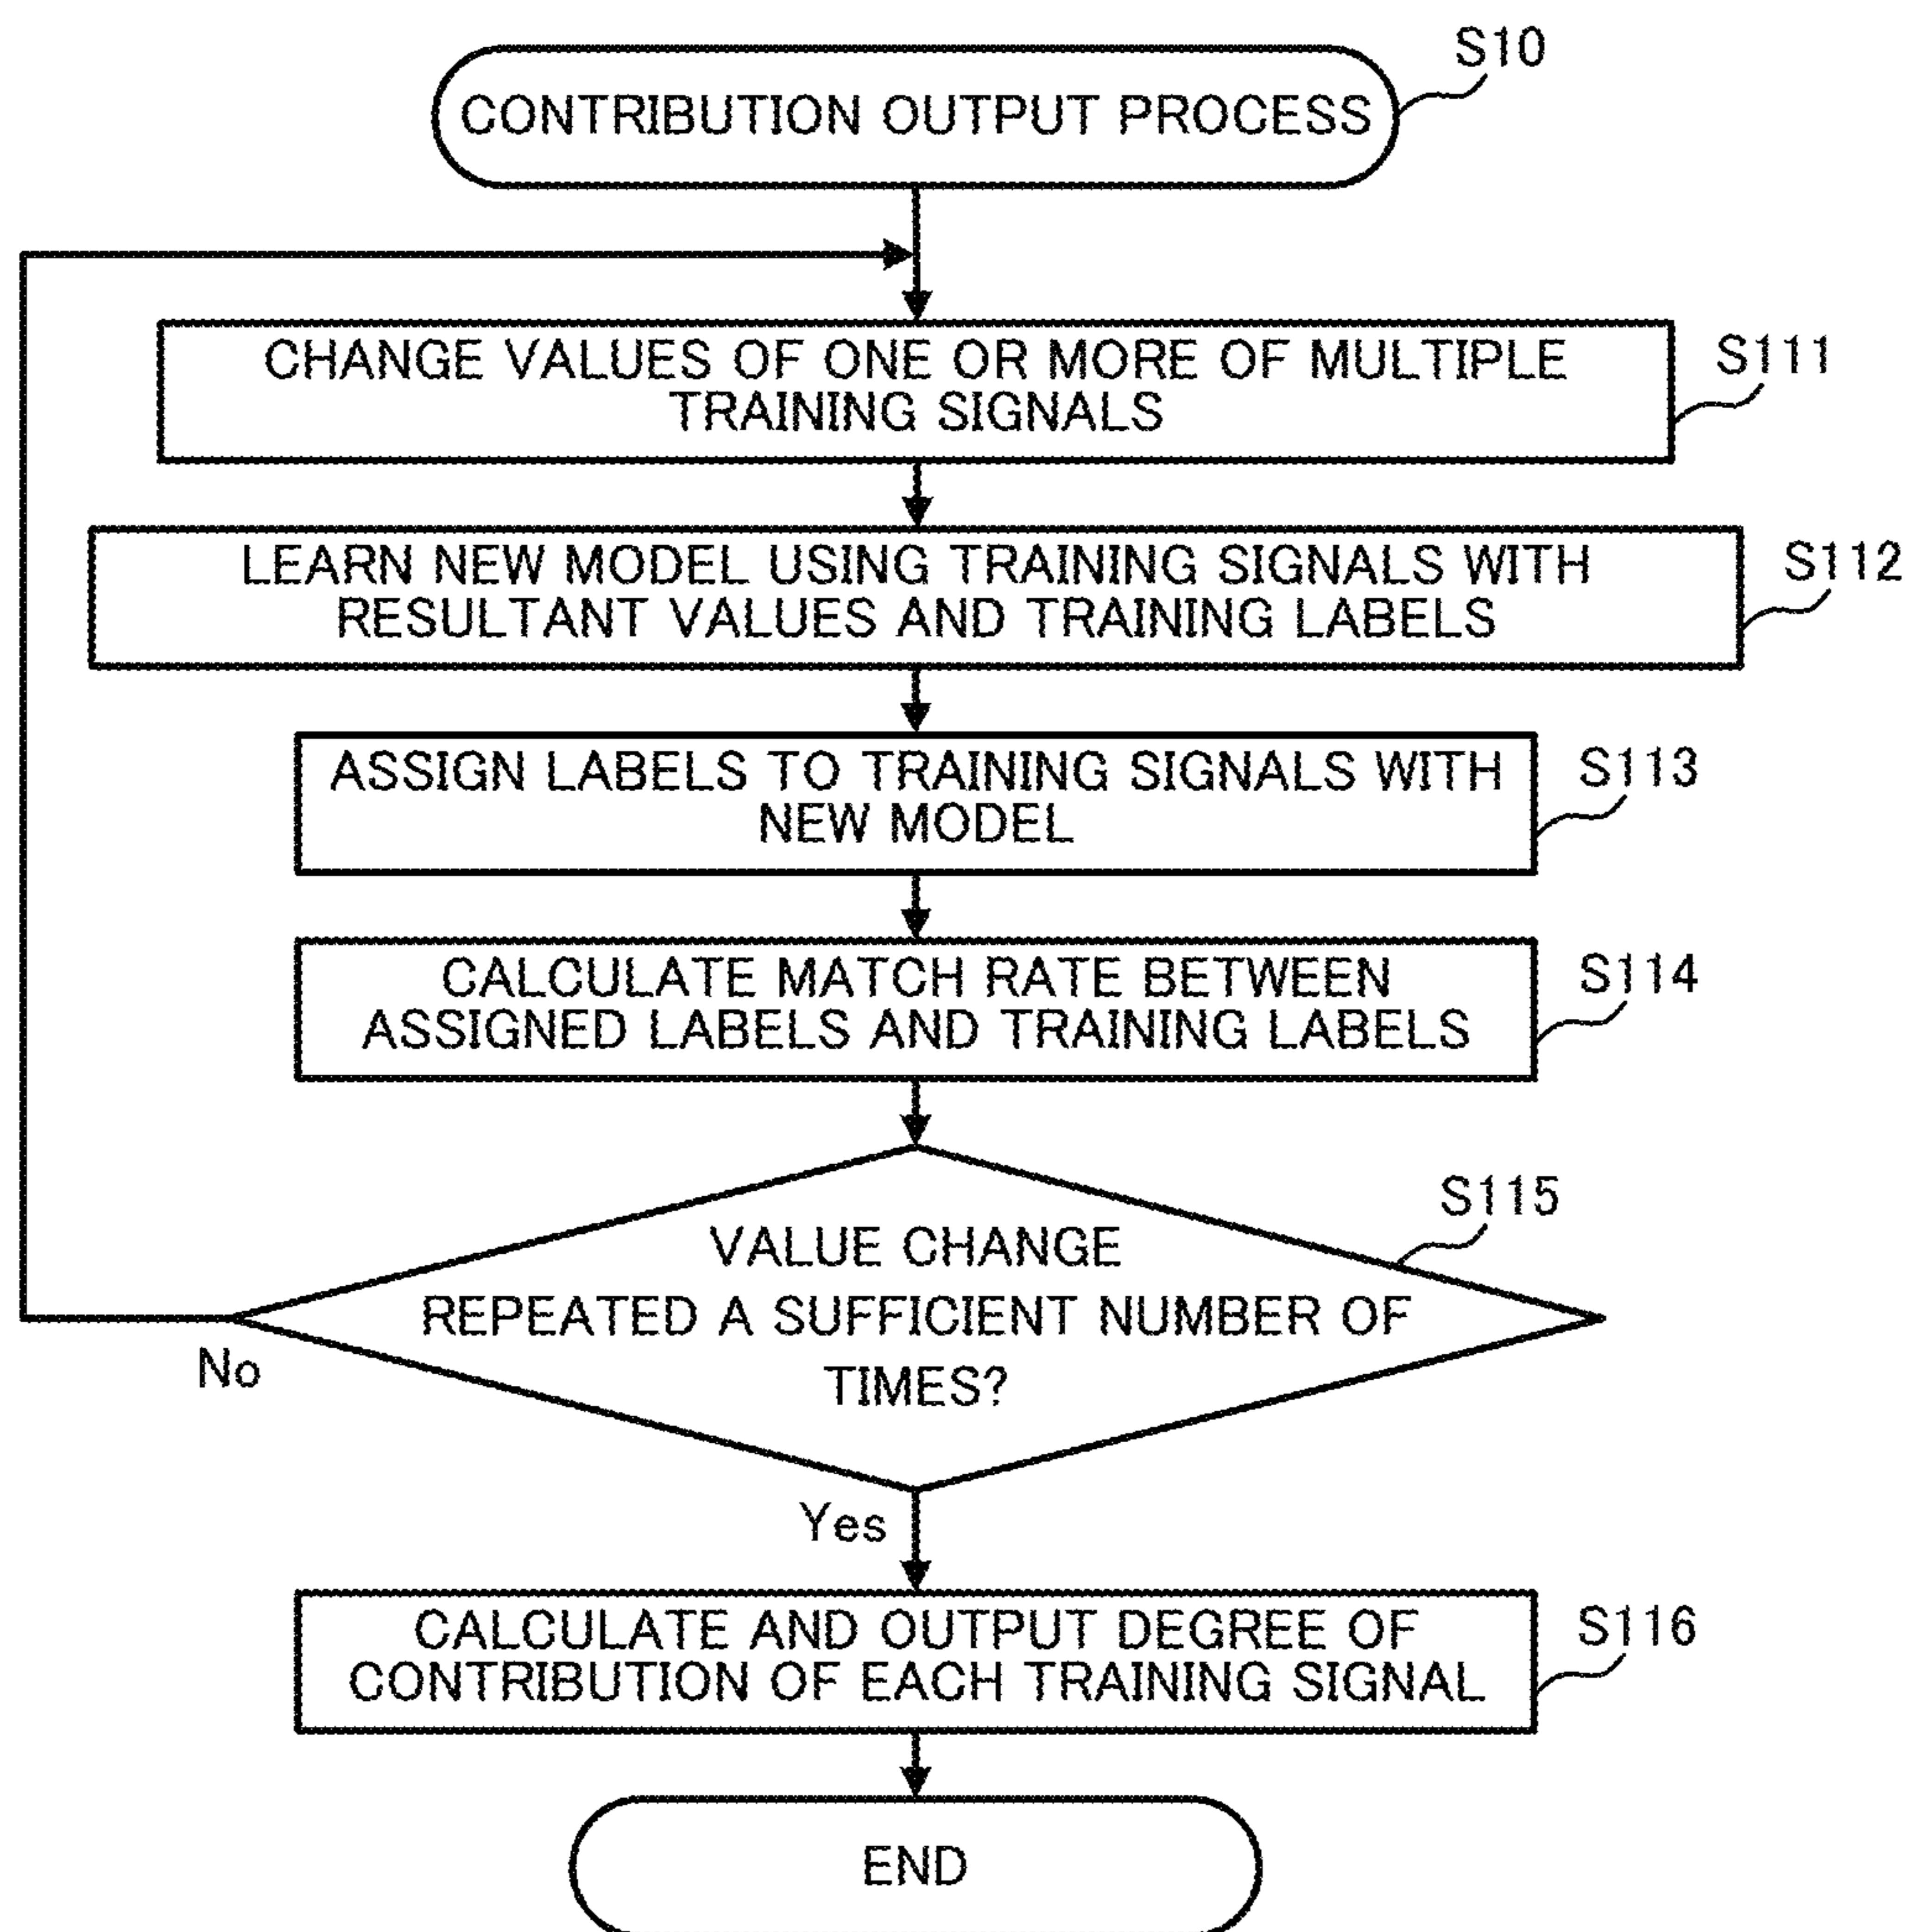 S10
CONTRIBUTION OUTPUT PROCESS
CHANGE VALUES OF ONE OR MORE OF MULTIPLE
TRAINING SIGNALS
S111
LEARN NEW MODEL USING TRAINING SIGNALS WITH
RESULTANT VALUES AND TRAINING LABELS
S112
ASSIGN LABELS TO TRAINING SIGNALS WITH
NEW MODEL
S113
CALCULATE MATCH RATE BETWEEN
ASSIGNED LABELS AND TRAINING LABELS
S114
S115
VALUE CHANGE
REPEATED A SUFFICIENT NUMBER OF
TIMES?
No
Yes
CALCULATE AND OUTPUT DEGREE OF
CONTRIBUTION OF EACH TRAINING SIGNAL
S116
END